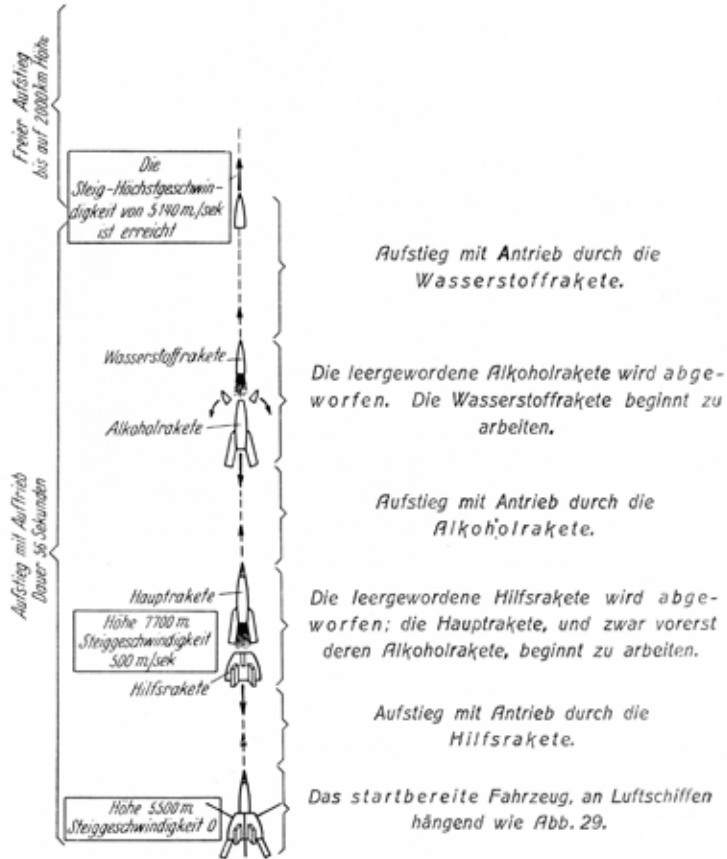 Freier Aufstieg
bis auf 2000km Höhe
Die
Steig-Höchstgeschwin-
digkeit von 5140 m/sek
ist erreicht
Aufstieg mit Antrieb durch die
Wasserstoffrakete.
Wasserstoffrakete
Alkoholrakete
Die leergewordene Alkoholrakete wird abge-
worfen. Die Wasserstoffrakete beginnt zu
arbeiten.
Aufstieg mit Auftrieb
Dauer 56 Sekunden
Aufstieg mit Antrieb durch die
Alkoholrakete.
Hauptrakete
Höhe 7700 m.
Steiggeschwindigkeit
500 m/sek
Hilfsrakete
Die leergewordene Hilfsrakete wird abge-
worfen; die Hauptrakete, und zwar vorerst
deren Alkoholrakete, beginnt zu arbeiten.
Aufstieg mit Antrieb durch die
Hilfsrakete.
Höhe 5500 m.
Steiggeschwindigkeit 0
Das startbereite Fahrzeug, an Luftschiffen
hängend wie Abb. 29.